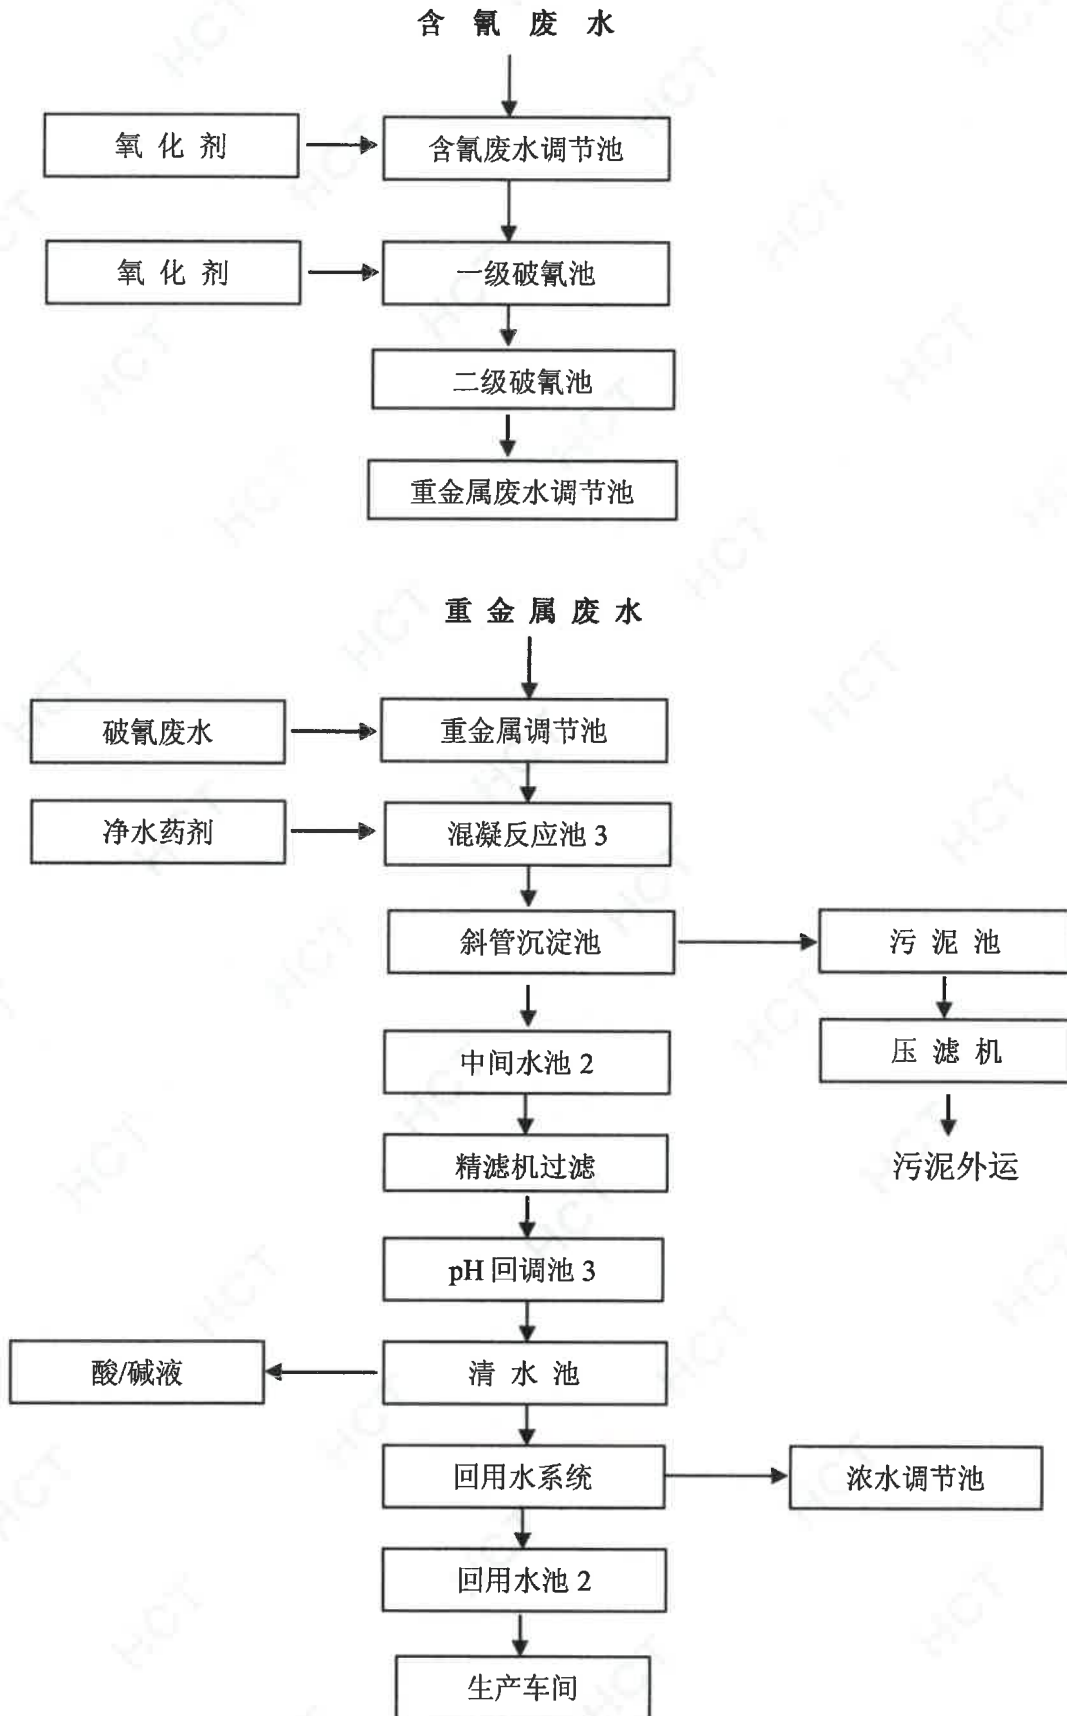 含 氰 废 水
氧 化 剂
含氰废水调节池
氧 化 剂
一级破氰池
二级破氰池
重金属废水调节池
重 金 属 废 水
破氰废水
重金属调节池
净水药剂
混凝反应池 3
斜管沉淀池
污 泥 池
中间水池 2
压 滤 机
精滤机过滤
污泥外运
pH 回调池 3
酸/碱液
清 水 池
回用水系统
浓水调节池
回用水池 2
生产车间
HCT